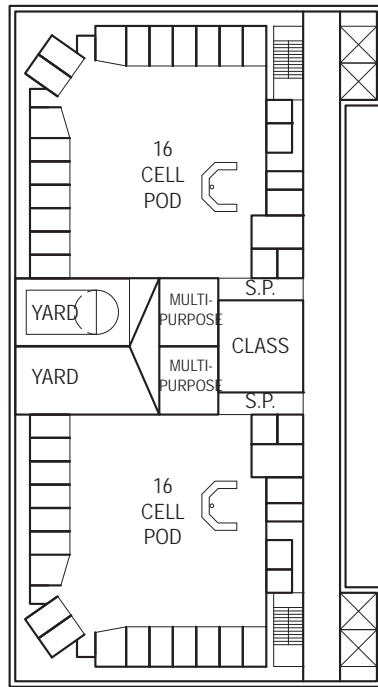 16
CELL
POD
S.P.
YARD
MULTI-
PURPOSE
CLASS
YARD
MULTI-
PURPOSE
S.P.
16
CELL
POD